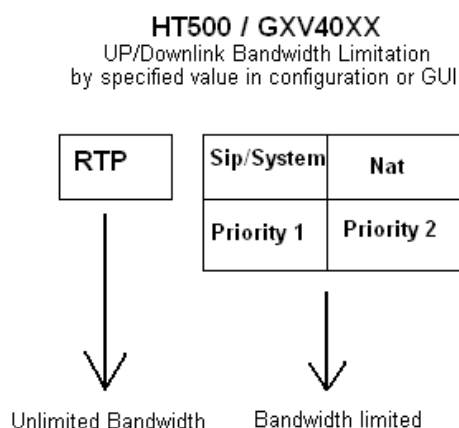 HT500 / GXV40XX
UP/Downlink Bandwidth Limitation
by specified value in configuration or GUI
RTP
Sip/System
Nat
Priority 1
Priority 2
Unlimited Bandwidth
Bandwidth limited